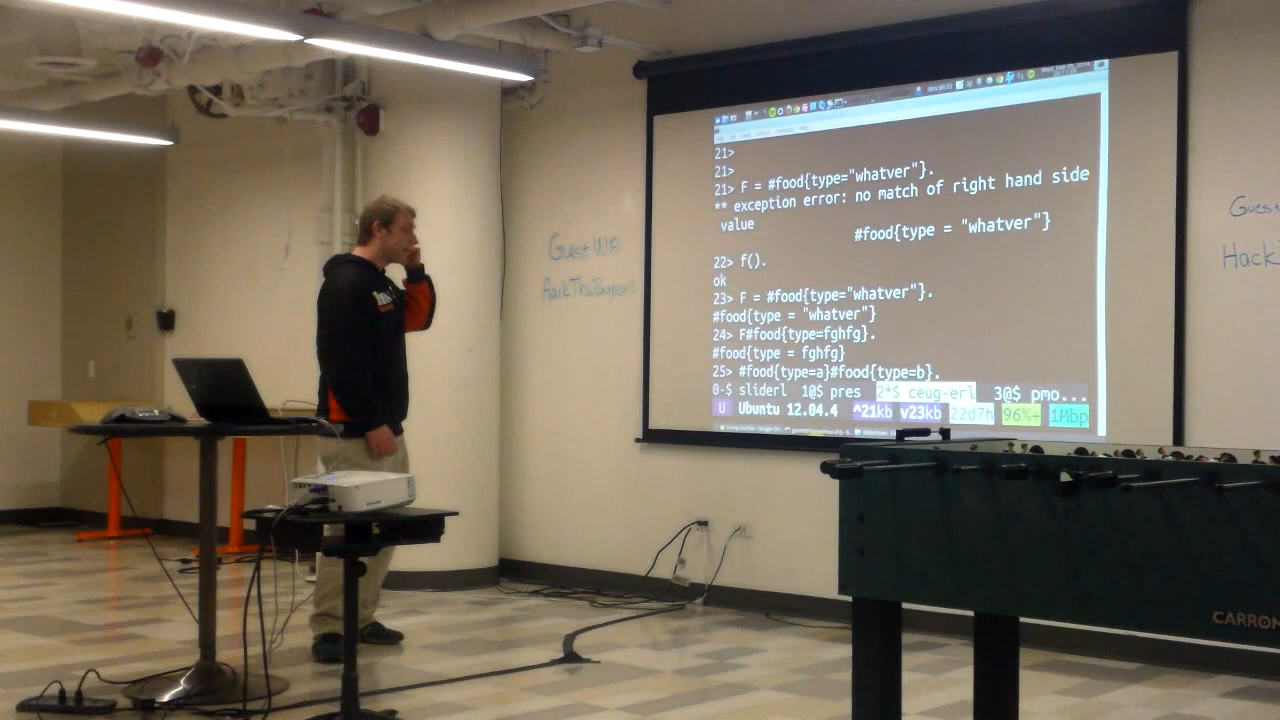 21>
21>
21> F = #food{type="whatver"}.
** exception error: no match of right hand side
value
#food{type = "whatver"}
22> f().
ok
23> F = #food{type="whatver"}.
#food{type = "whatver"}
24> F#food{type=fghfg}.
#food{type = fghfg}
25> #food{type=a}#food{type=b}.
0-$ sliderl 1@$ pres 2*$ ceug-erl 3@$ pmo...
U Ubuntu 12.04.4 ^21kb v23kb 22d7h 96%+ 1Mbp
Guest Wifi
Guest
Hack
CARRO